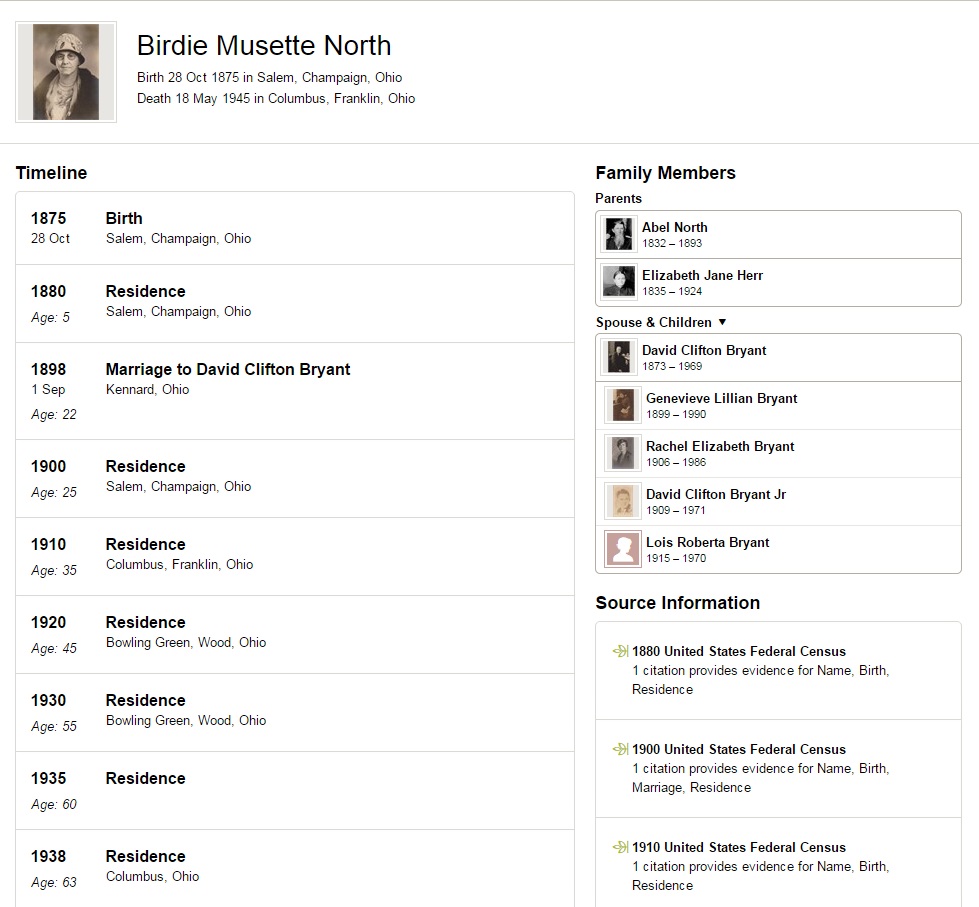 Birdie Musette North
Birth 28 Oct 1875 in Salem, Champaign, Ohio
Death 18 May 1945 in Columbus, Franklin, Ohio
Timeline
1875 Birth
28 Oct Salem, Champaign, Ohio
1880 Residence
Salem, Champaign, Ohio
Age: 5
1898 Marriage to David Clifton Bryant
1 Sep Kennard, Ohio
Age: 22
1900 Residence
Salem, Champaign, Ohio
Age: 25
1910 Residence
Columbus, Franklin, Ohio
Age: 35
1920 Residence
Bowling Green, Wood, Ohio
Age: 45
1930 Residence
Bowling Green, Wood, Ohio
Age: 55
1935 Residence
Age: 60
1938 Residence
Columbus, Ohio
Age: 63
Family Members
Parents
Abel North
1832 – 1893
Elizabeth Jane Herr
1835 – 1924
Spouse & Children ▼
David Clifton Bryant
1873 – 1969
Genevieve Lillian Bryant
1899 – 1990
Rachel Elizabeth Bryant
1906 – 1986
David Clifton Bryant Jr
1909 – 1971
Lois Roberta Bryant
1915 – 1970
Source Information
1880 United States Federal Census
1 citation provides evidence for Name, Birth,
Residence
1900 United States Federal Census
1 citation provides evidence for Name, Birth,
Marriage, Residence
1910 United States Federal Census
1 citation provides evidence for Name, Birth,
Residence